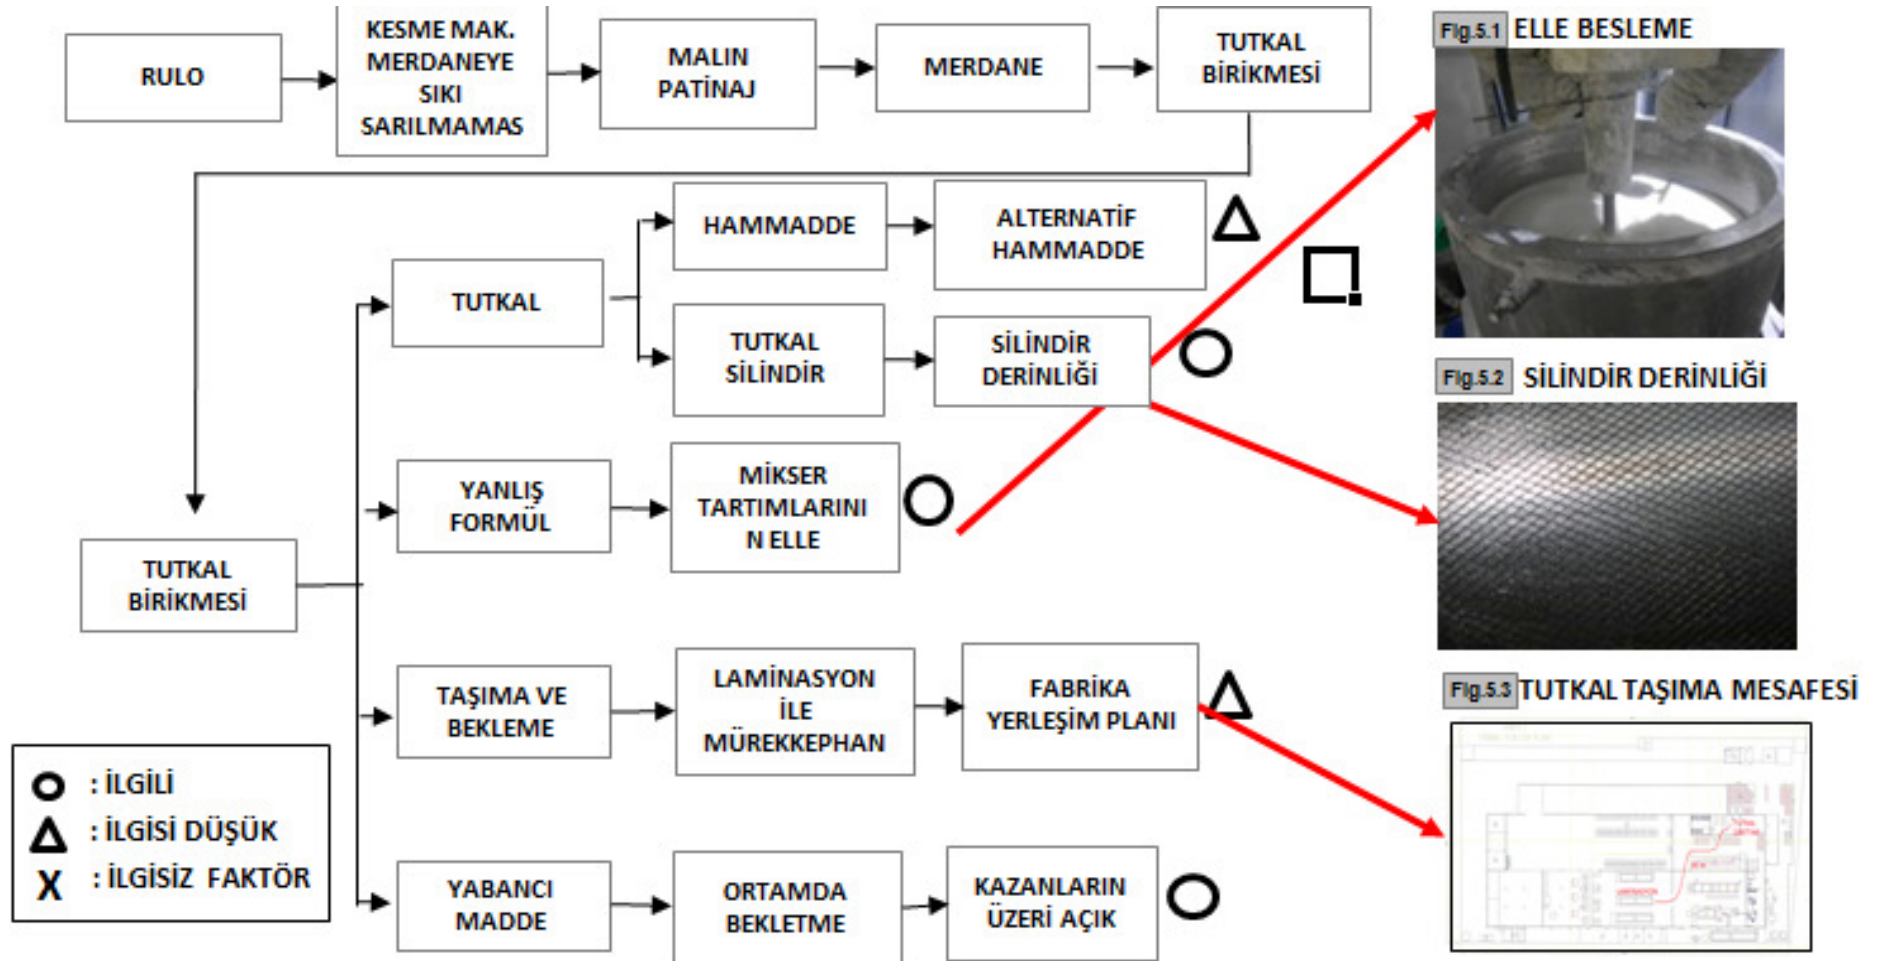 RULO
KESME MAK.
MERDANEYE
SIKI
SARILMAMAS
MALIN
PATİNAJ
MERDANE
TUTKAL
BİRİKMESİ
Fig.5.1 ELLE BESLEME
HAMMADDE
ALTERNATİF
HAMMADDE
TUTKAL
TUTKAL
SİLİNDİR
SİLİNDİR
DERİNLİĞİ
Fig.5.2 SİLİNDİR DERİNLİĞİ
YANLIŞ
FORMÜL
MİKSER
TARTIMLARINI
N ELLE
TUTKAL
BİRİKMESİ
TAŞIMA VE
BEKLEME
LAMİNASYON
İLE
MÜREKKEPHAN
FABRİKA
YERLEŞİM PLANI
Fig.5.3 TUTKAL TAŞIMA MESAFESİ
YABANCI
MADDE
ORTAMDA
BEKLETME
KAZANLARIN
ÜZERİ AÇIK
: İLGİLİ
: İLGİSİ DÜŞÜK
X : İLGİSİZ FAKTÖR